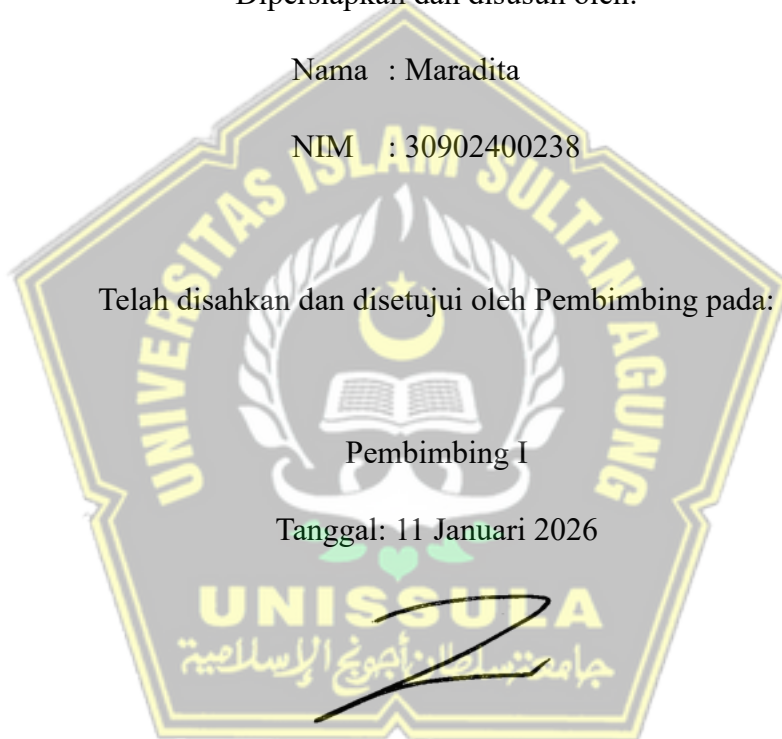 Dipersiapkan dan disusun oleh:
Nama : Maradita
NIM : 30902400238
Telah disahkan dan disetujui oleh Pembimbing pada:
Pembimbing I
Tanggal: 11 Januari 2026
UNIVERSITAS ISLAM SULTAN AGUNG
UNISSULA
جامعة سلطان أجونج الإسلامية